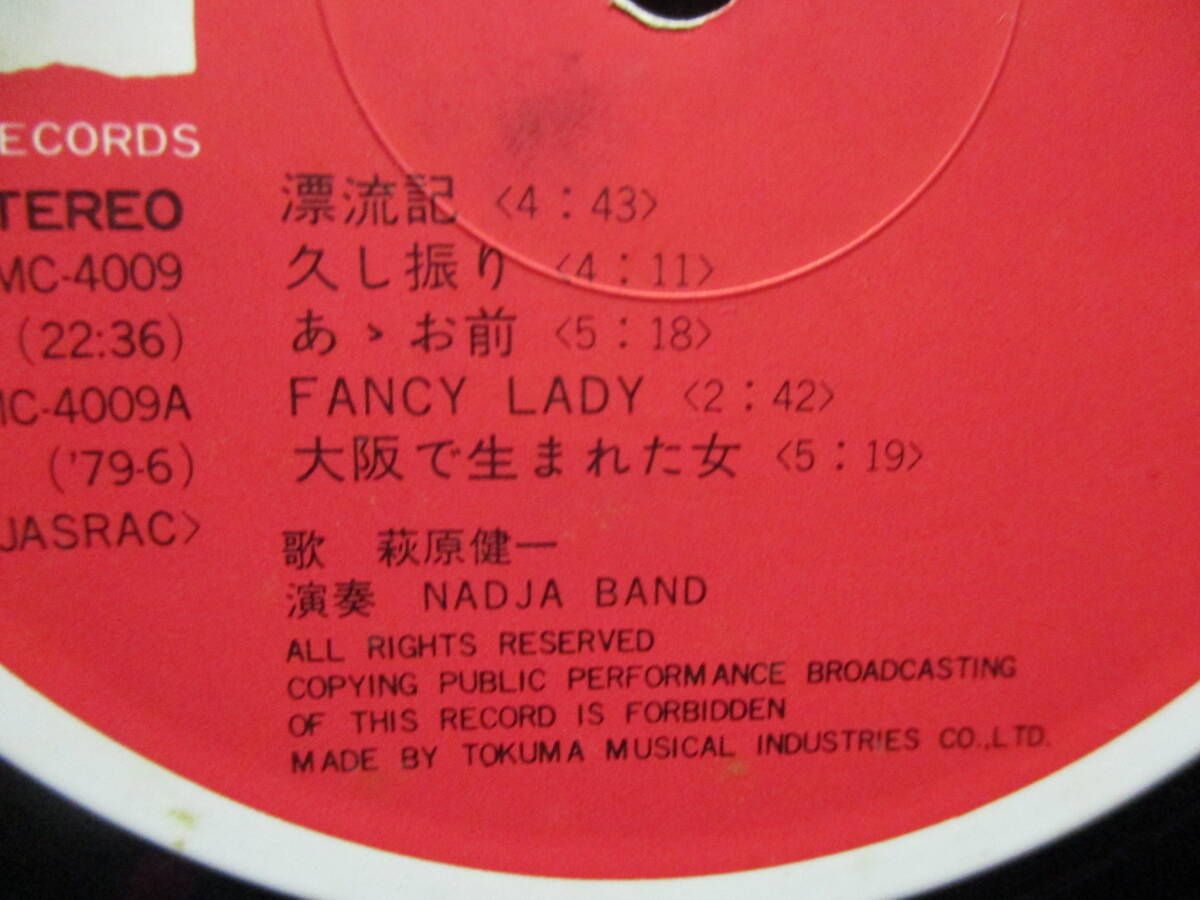 ECORDS
TEREO
MC-4009
(22:36)
MC-4009A
('79-6)
JASRAC>
漂流記 〈4:43〉
久し振り 〈4:11〉
あゝお前 〈5:18〉
FANCY LADY 〈2:42〉
大阪で生まれた女 〈5:19〉
歌 萩原健一
演奏 NADJA BAND
ALL RIGHTS RESERVED
COPYING PUBLIC PERFORMANCE BROADCASTING
OF THIS RECORD IS FORBIDDEN
MADE BY TOKUMA MUSICAL INDUSTRIES CO.,LTD.